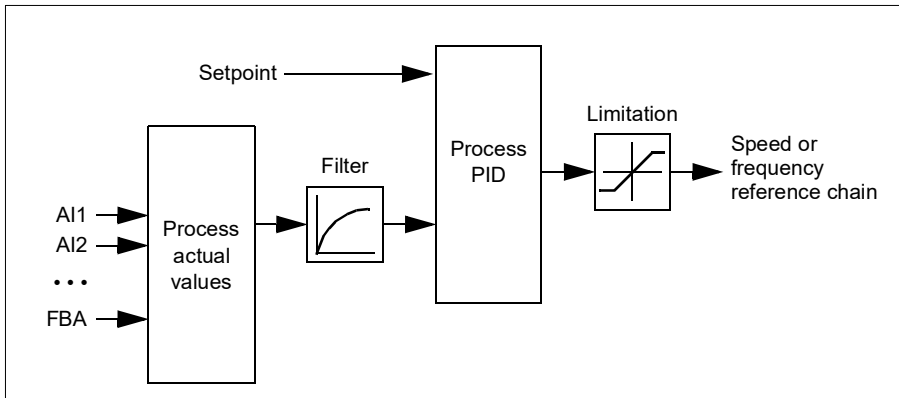 Setpoint
Limitation
Process
PID
Speed or
frequency
reference chain
Filter
AI1
AI2
...
FBA
Process
actual
values